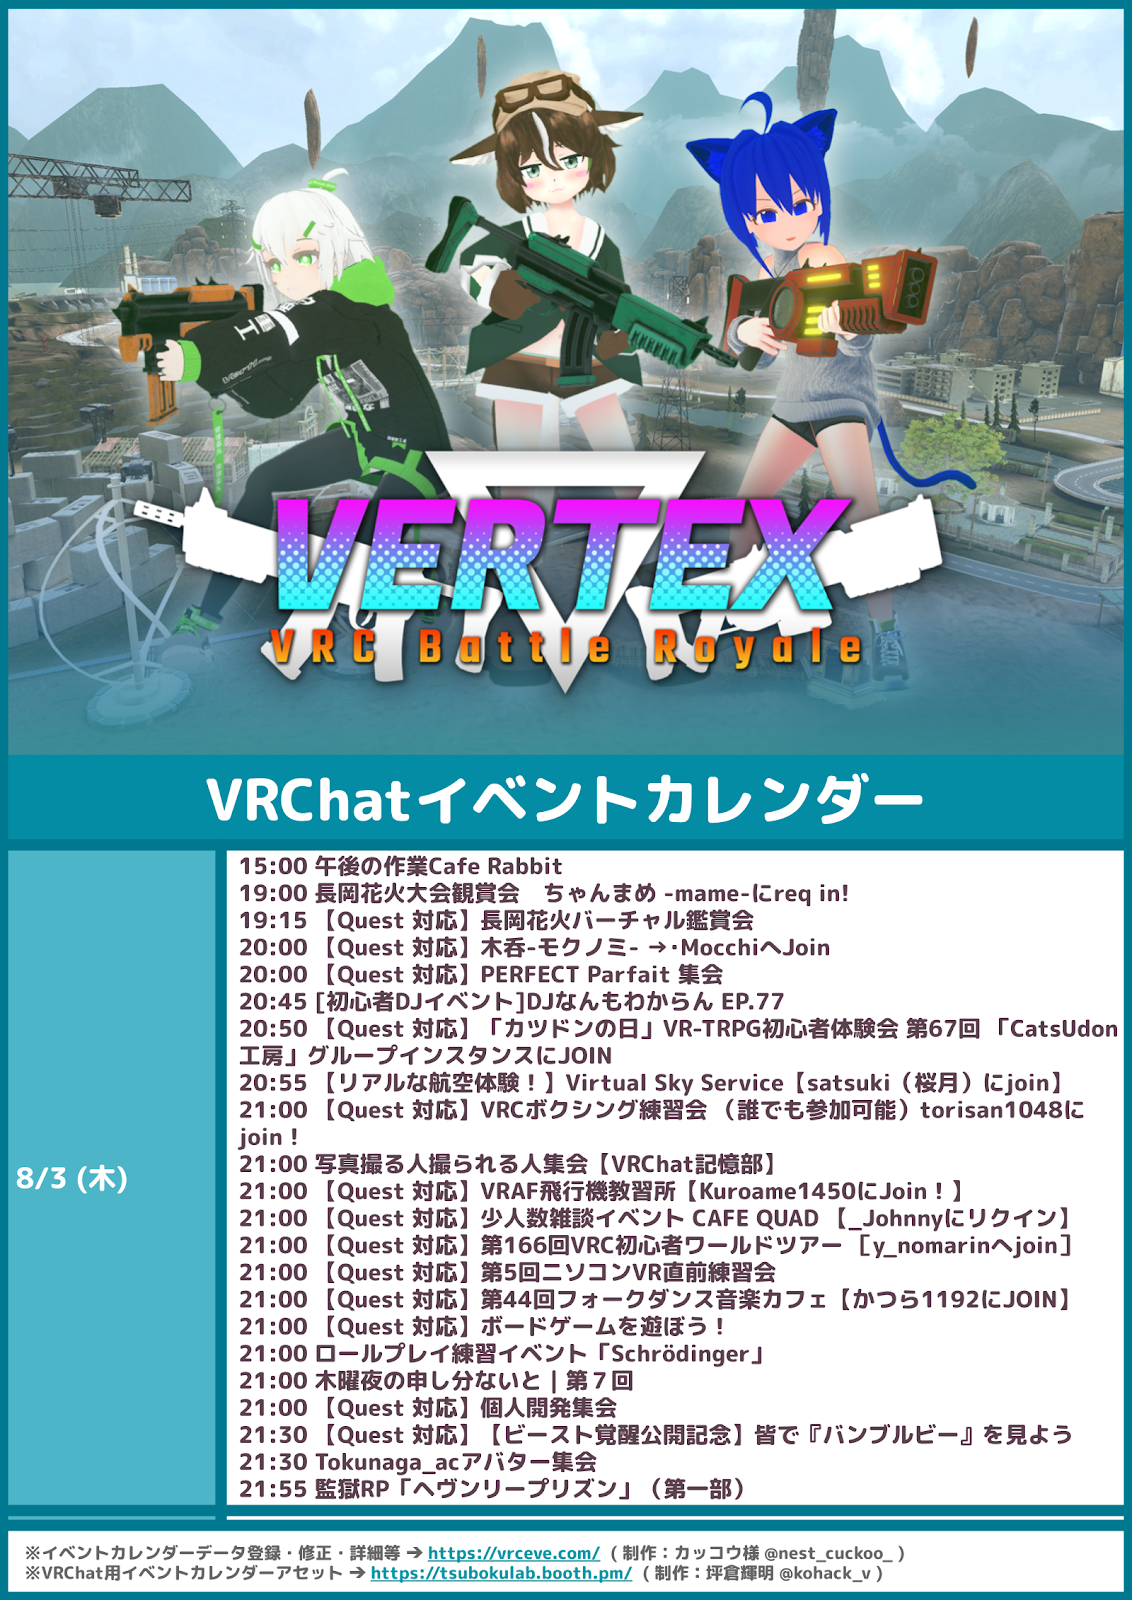 VERTEX
VRC Battle Royale
VRChatイベントカレンダー
8/3 (木)
15:00 午後の作業Cafe Rabbit
19:00 長岡花火大会観賞会　ちゃんまめ -mame-にreq in!
19:15 【Quest 対応】長岡花火バーチャル鑑賞会
20:00 【Quest 対応】木呑-モクノミ- →･MocchiへJoin
20:00 【Quest 対応】PERFECT Parfait 集会
20:45 [初心者DJイベント]DJなんもわからん EP.77
20:50 【Quest 対応】「カツドンの日」VR-TRPG初心者体験会 第67回 「CatsUdon
工房」グループインスタンスにJOIN
20:55 【リアルな航空体験！】Virtual Sky Service【satsuki（桜月）にjoin】
21:00 【Quest 対応】VRCボクシング練習会 （誰でも参加可能）torisan1048に
join！
21:00 写真撮る人撮られる人集会【VRChat記憶部】
21:00 【Quest 対応】VRAF飛行機教習所【Kuroame1450にJoin！】
21:00 【Quest 対応】少人数雑談イベント CAFE QUAD 【_Johnnyにリクイン】
21:00 【Quest 対応】第166回VRC初心者ワールドツアー ［y_nomarinへjoin］
21:00 【Quest 対応】第5回ニソコンVR直前練習会
21:00 【Quest 対応】第44回フォークダンス音楽カフェ【かつら1192にJOIN】
21:00 【Quest 対応】ボードゲームを遊ぼう！
21:00 ロールプレイ練習イベント「Schrödinger」
21:00 木曜夜の申し分ないと | 第７回
21:00 【Quest 対応】個人開発集会
21:30 【Quest 対応】【ビースト覚醒公開記念】皆で『バンブルビー』を見よう
21:30 Tokunaga_acアバター集会
21:55 監獄RP「ヘヴンリープリズン」（第一部）
※イベントカレンダーデータ登録・修正・詳細等 → https://vrceve.com/ ( 制作：カッコウ様 @nest_cuckoo_ )
※VRChat用イベントカレンダーアセット → https://tsubokulab.booth.pm/ ( 制作：坪倉輝明 @kohack_v )